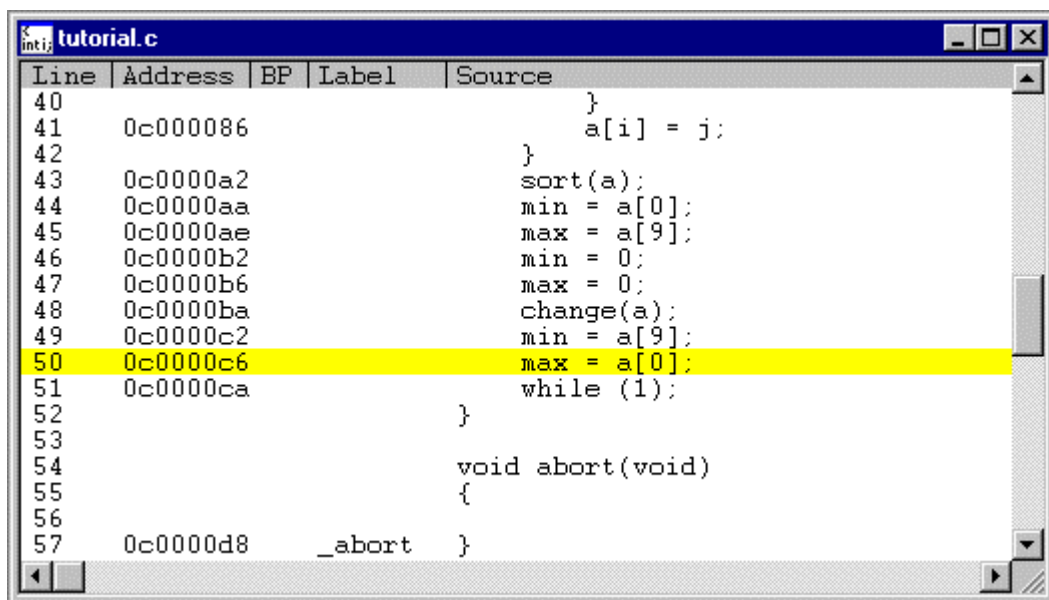 tutorial.c
Line Address BP Label Source
40 }
41 0c000086 a[i] = j;
42 }
43 0c0000a2 sort(a);
44 0c0000aa min = a[0];
45 0c0000ae max = a[9];
46 0c0000b2 min = 0;
47 0c0000b6 max = 0;
48 0c0000ba change(a);
49 0c0000c2 min = a[9];
50 0c0000c6 max = a[0];
51 0c0000ca while (1);
52 }
53
54 void abort(void)
55 {
56
57 0c0000d8 _abort }